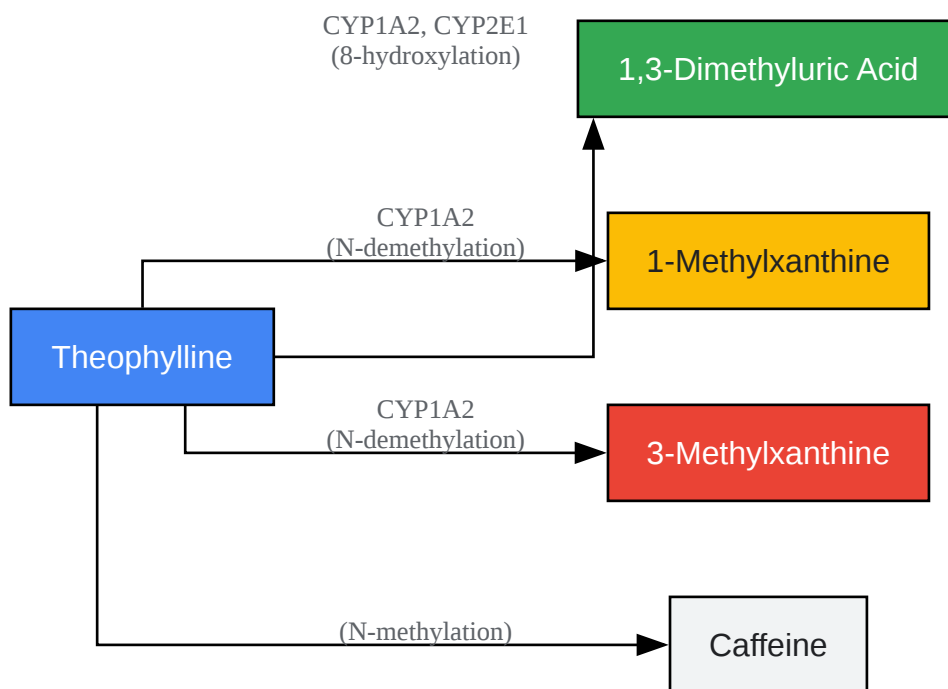 CYP1A2, CYP2E1
(8-hydroxylation)
1,3-Dimethyluric Acid
CYP1A2
(N-demethylation)
1-Methylxanthine
Theophylline
CYP1A2
(N-demethylation)
3-Methylxanthine
(N-methylation)
Caffeine